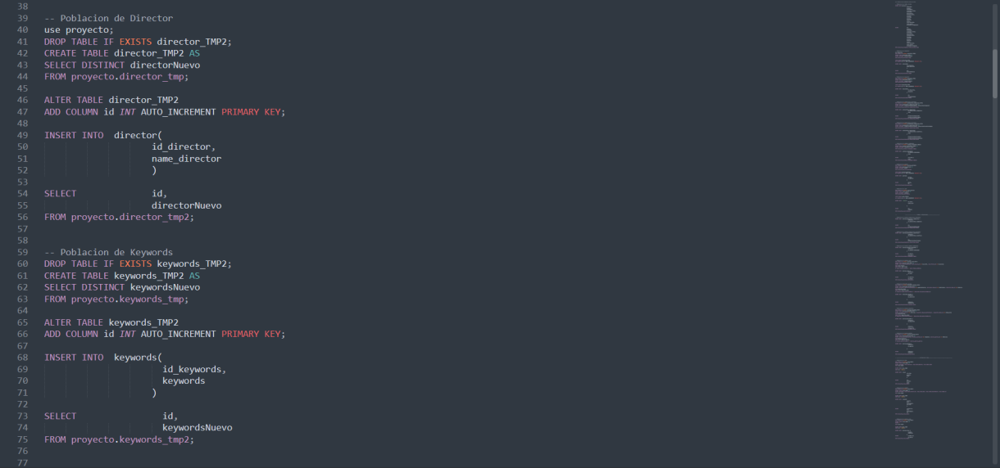 38
39 -- Poblacion de Director
40 use proyecto;
41 DROP TABLE IF EXISTS director_TMP2;
42 CREATE TABLE director_TMP2 AS
43 SELECT DISTINCT directorNuevo
44 FROM proyecto.director_tmp;
45
46 ALTER TABLE director_TMP2
47 ADD COLUMN id INT AUTO_INCREMENT PRIMARY KEY;
48
49 INSERT INTO  director(
50 id_director,
51 name_director
52 )
53
54 SELECT id,
55 directorNuevo
56 FROM proyecto.director_tmp2;
57
58
59 -- Poblacion de Keywords
60 DROP TABLE IF EXISTS keywords_TMP2;
61 CREATE TABLE keywords_TMP2 AS
62 SELECT DISTINCT keywordsNuevo
63 FROM proyecto.keywords_tmp;
64
65 ALTER TABLE keywords_TMP2
66 ADD COLUMN id INT AUTO_INCREMENT PRIMARY KEY;
67
68 INSERT INTO  keywords(
69 id_keywords,
70 keywords
71 )
72
73 SELECT id,
74 keywordsNuevo
75 FROM proyecto.keywords_tmp2;
76
77